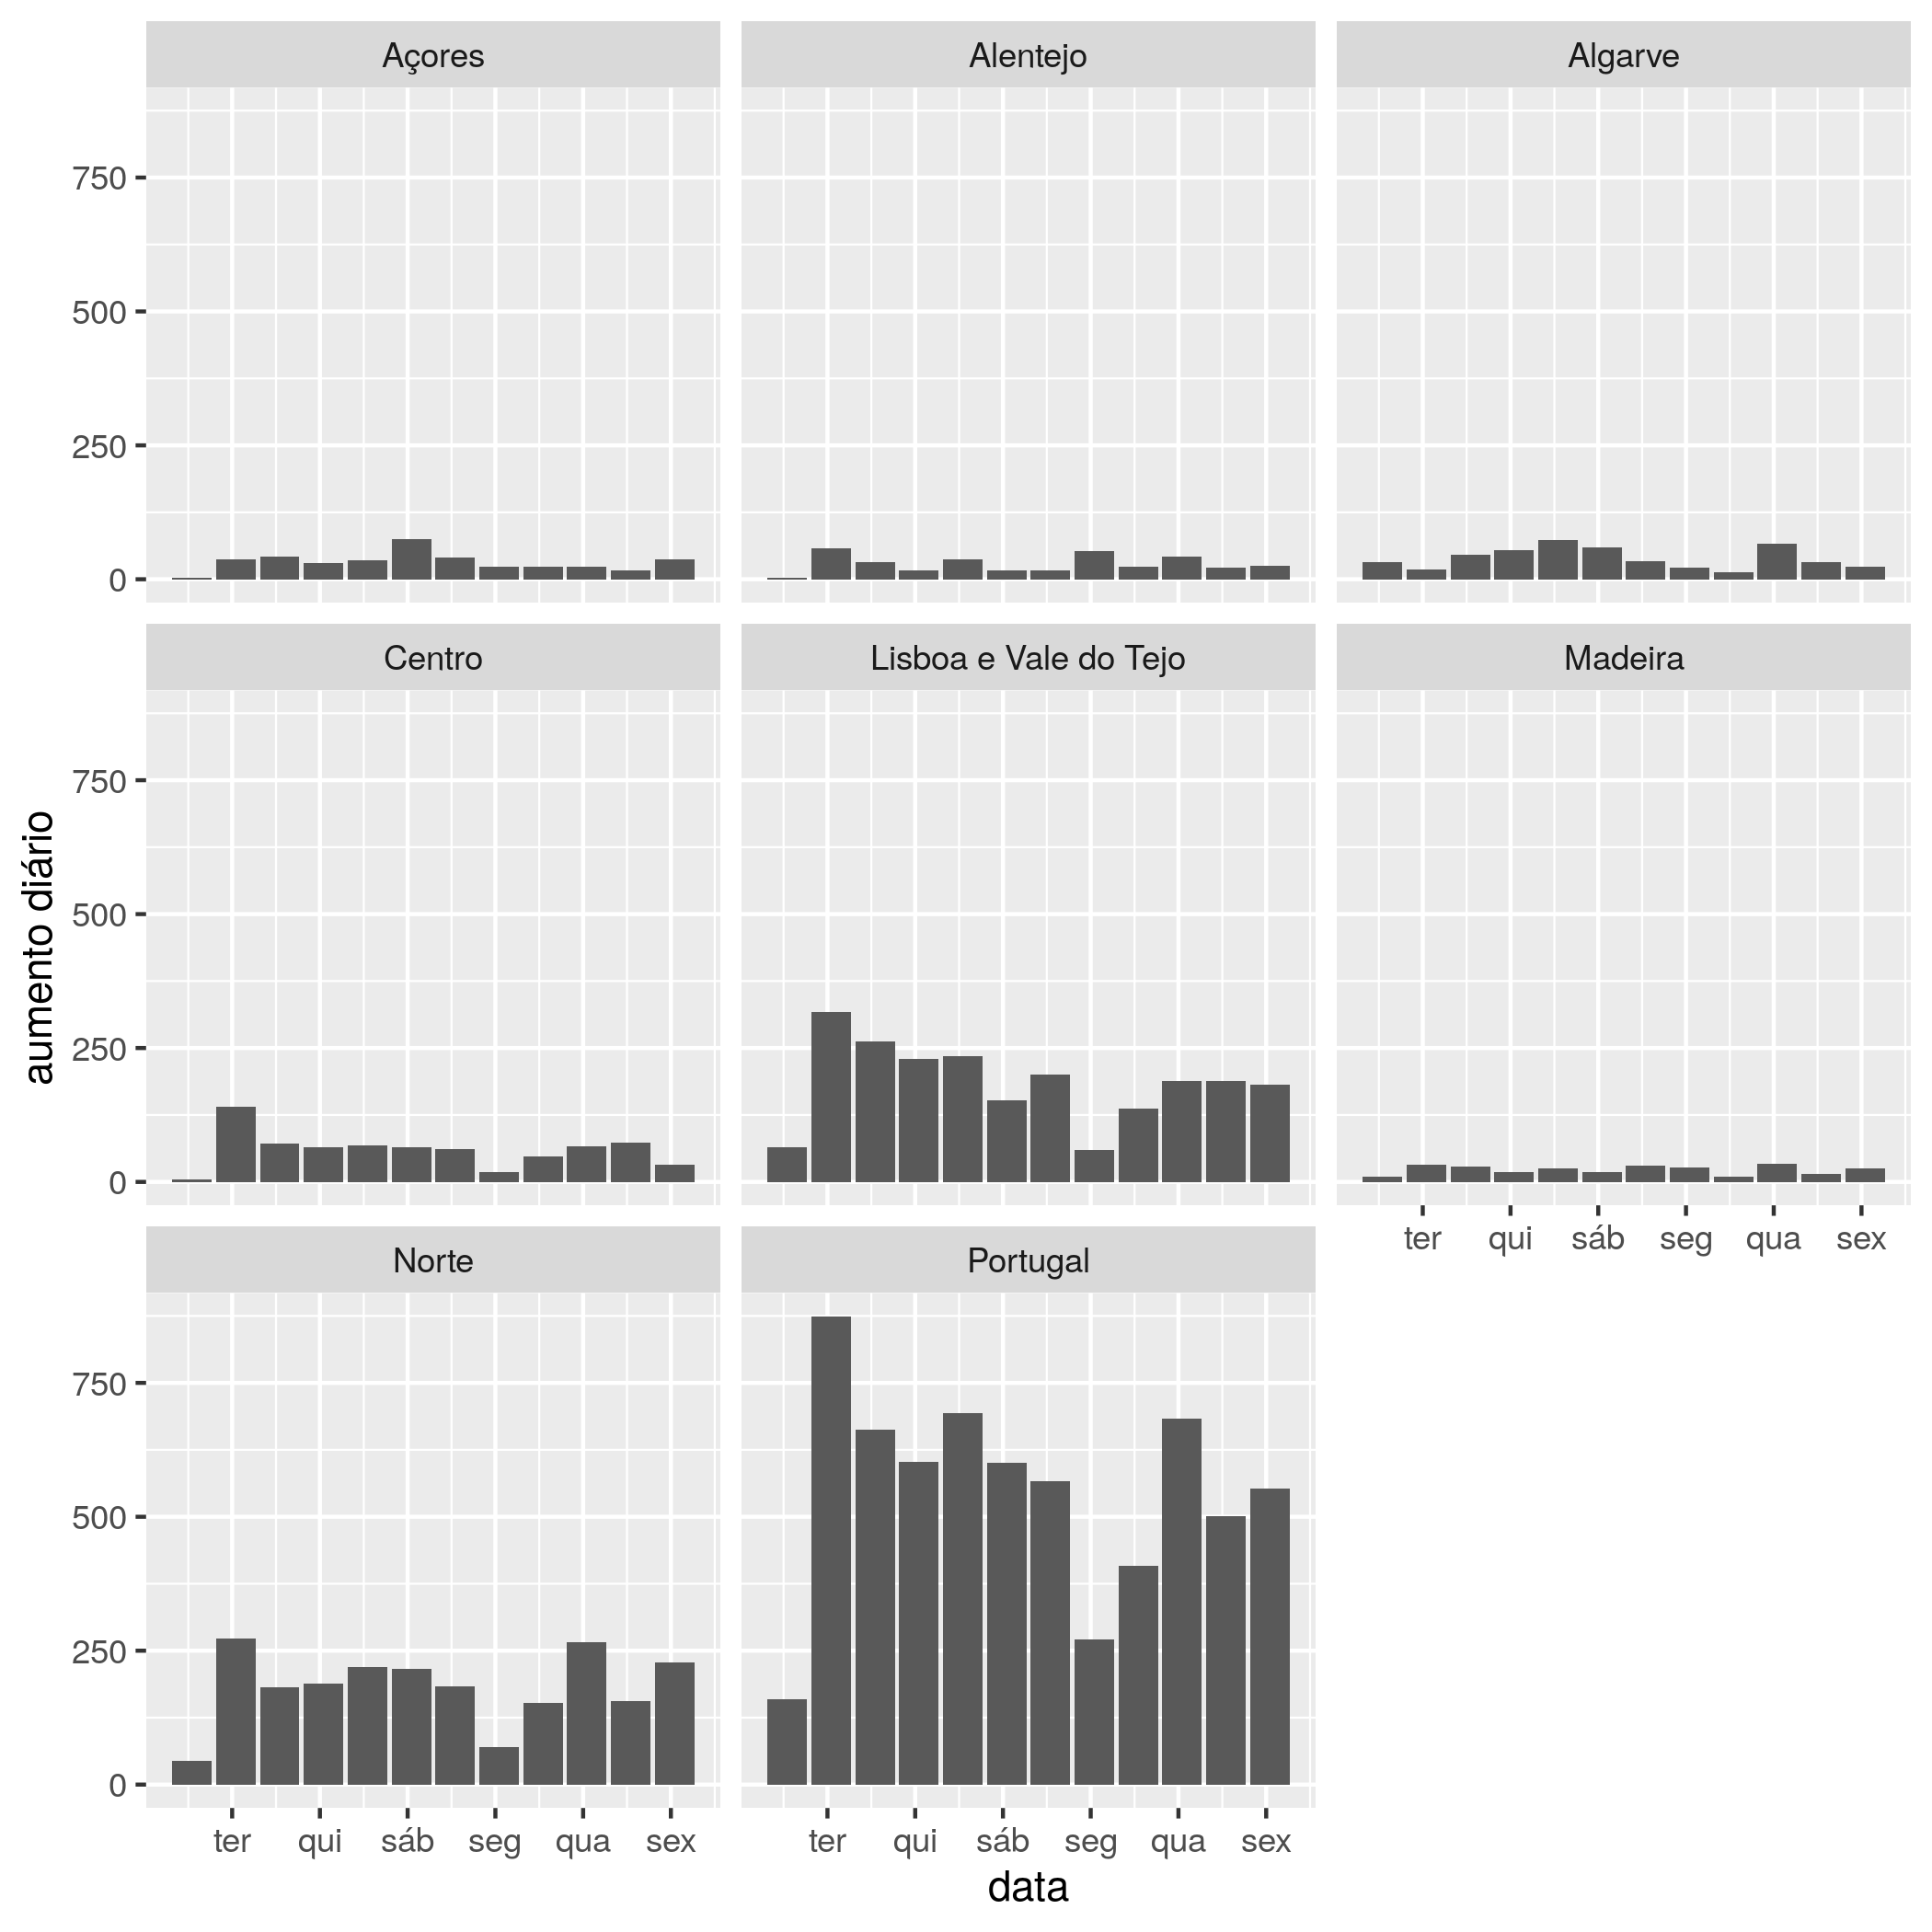 Açores
Alentejo
Algarve
750
500
250
0
Centro
Lisboa e Vale do Tejo
Madeira
750
500
250
0
ter qui sáb seg qua sex
Norte
Portugal
750
500
250
0
ter qui sáb seg qua sex
ter qui sáb seg qua sex
data
aumento diário